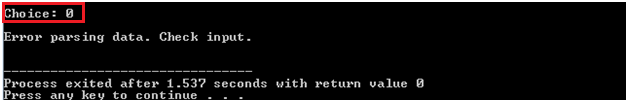 Choice: 0
Error parsing data. Check input.
--------------------------------
Process exited after 1.537 seconds with return value 0
Press any key to continue . . .